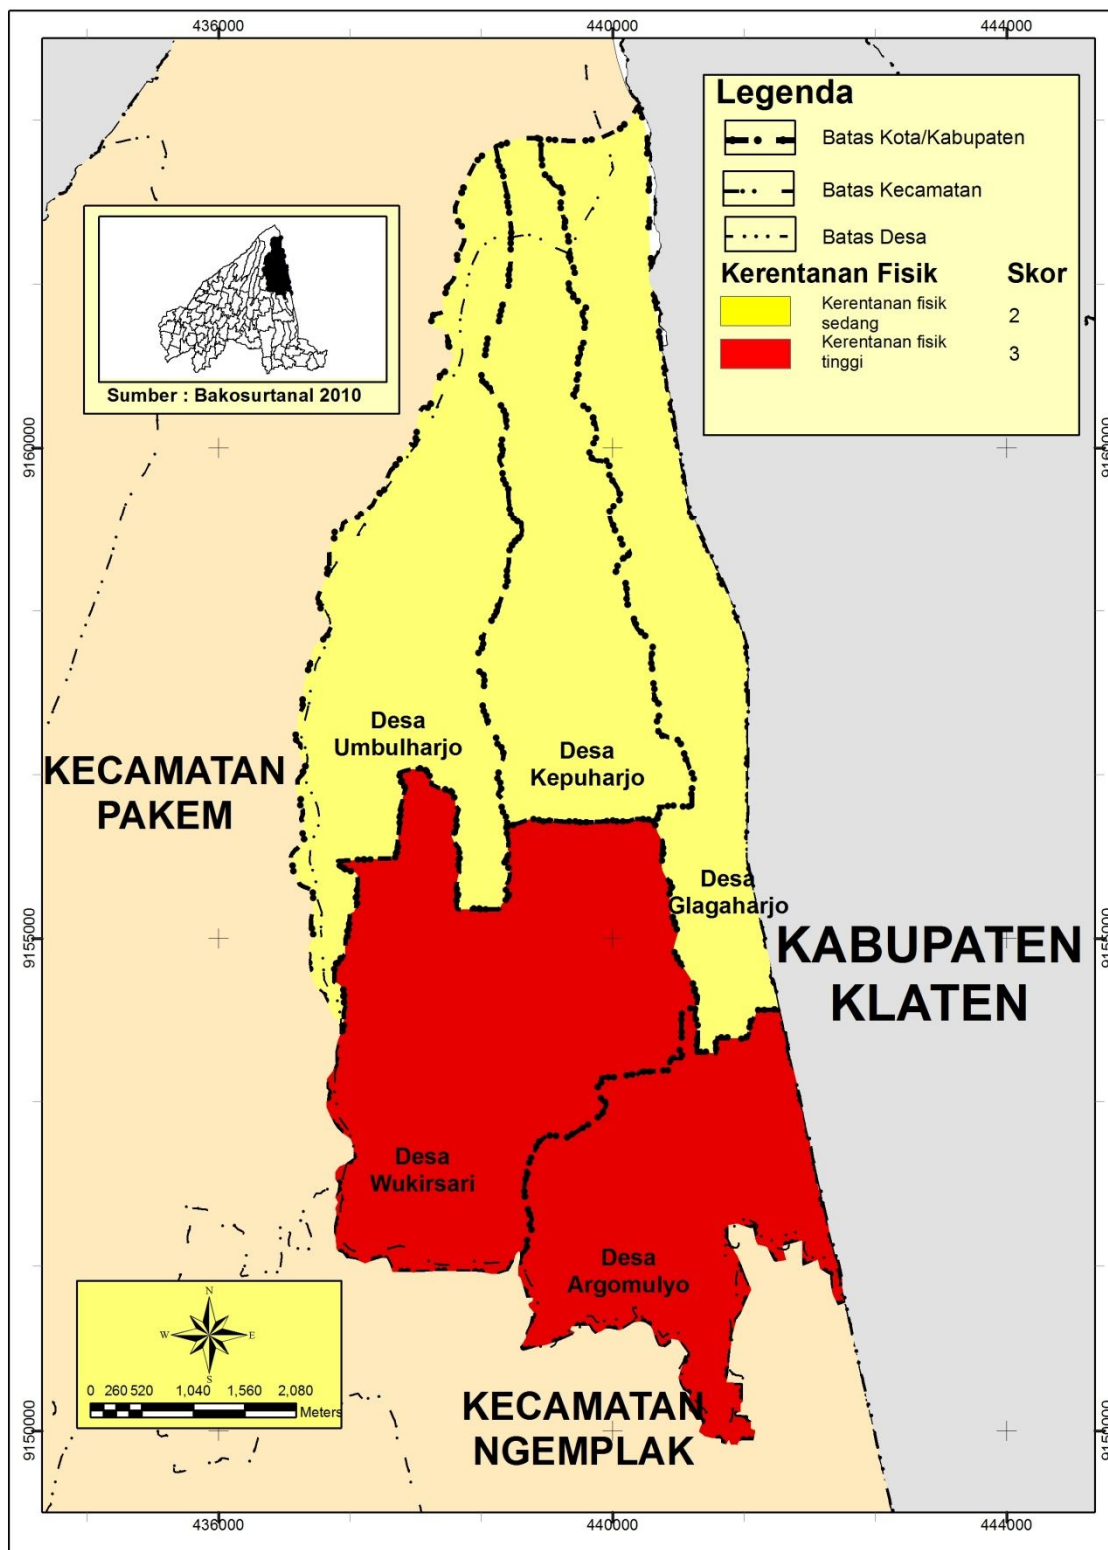 436000
440000
444000
Legenda
Batas Kota/Kabupaten
Batas Kecamatan
Batas Desa
Kerentanan Fisik Skor
Kerentanan fisik
sedang
2
Kerentanan fisik
tinggi
3
Sumber : Bakosurtanal 2010
9160000
9160000
Desa
Umbulharjo
Desa
Kepuharjo
KECAMATAN
PAKEM
Desa
Glagaharjo
9155000
9155000
KABUPATEN
KLATEN
Desa
Wukirsari
Desa
Argomulyo
N
W
E
S
0 260 520 1,040 1,560 2,080
Meters
KECAMATAN
NGEMPLAK
9150000
9150000
436000
440000
444000